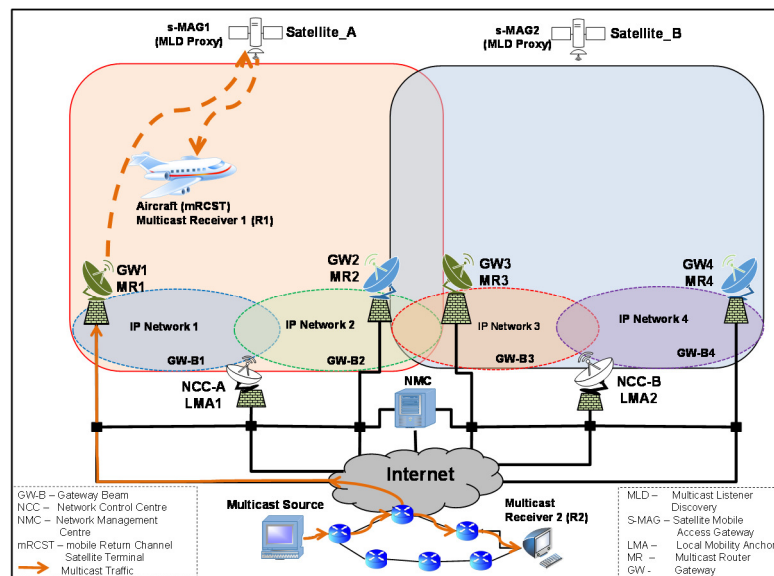 s-MAG1
(MLD Proxy)
Satellite_A
s-MAG2
(MLD Proxy)
Satellite_B
Aircraft (mRCST)
Multicast Receiver 1 (R1)
GW1
MR1
GW2
MR2
GW3
MR3
GW4
MR4
IP Network 1
IP Network 2
IP Network 3
IP Network 4
GW-B1
GW-B2
GW-B3
GW-B4
NCC-A
LMA1
NMC
NCC-B
LMA2
Internet
Multicast Source
Multicast
Receiver 2 (R2)
GW-B – Gateway Beam
NCC – Network Control Centre
NMC – Network Management
Centre
mRCST – mobile Return Channel
Satellite Terminal
Multicast Traffic
MLD – Multicast Listener
Discovery
S-MAG – Satellite Mobile
Access Gateway
LMA – Local Mobility Anchor
MR – Multicast Router
GW - Gateway